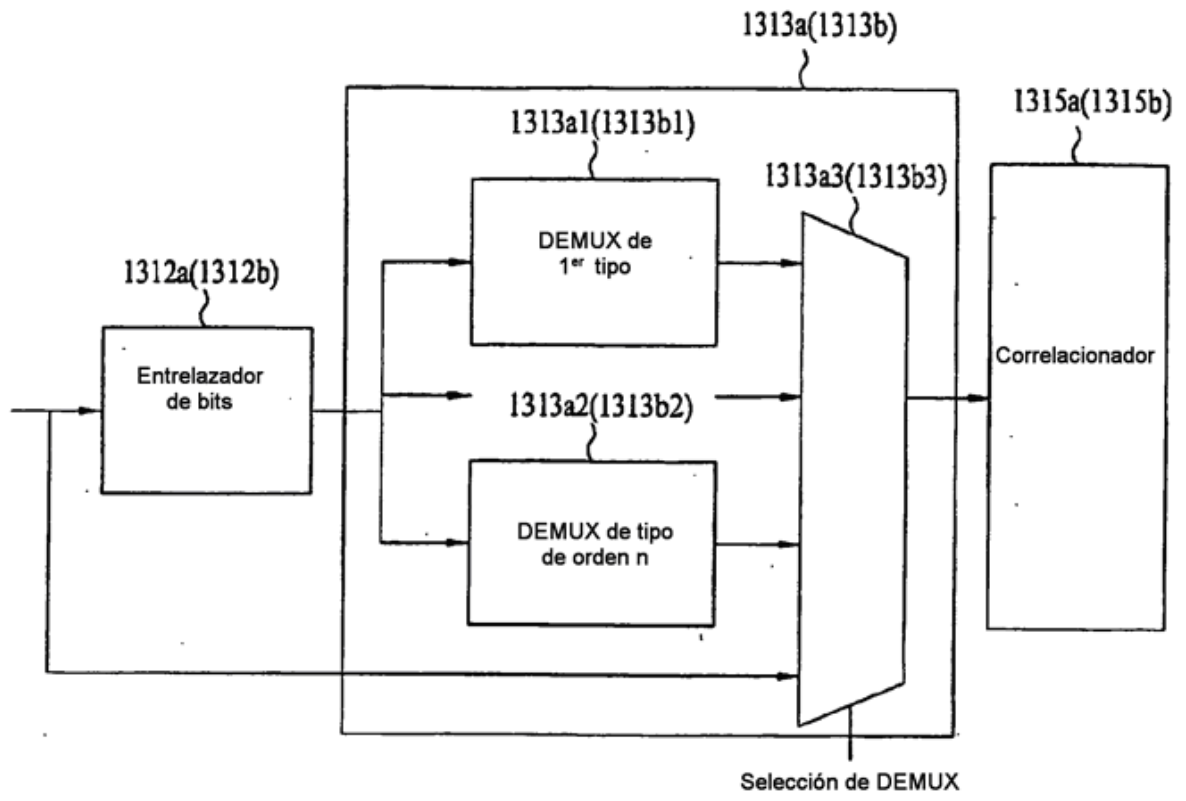 1313a(1313b)
1315a(1315b)
1313a1(1313b1)
1313a3(1313b3)
DEMUX de
1er tipo
1312a(1312b)
Entrelazador
de bits
Correlacionador
1313a2(1313b2)
DEMUX de tipo
de orden n
Selección de DEMUX